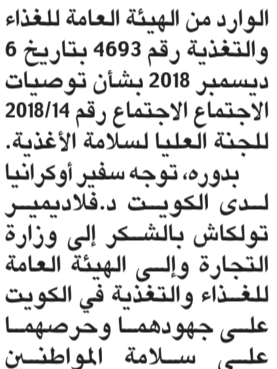 الوارد من الهيئة العامة للغذاء
والتغذية رقم 4693 بتاريخ 6
ديسمبر 2018 بشأن توصيات
الاجتماع الاجتماع رقم 2018/14
للجنة العليا لسلامة الأغذية.
بدوره، توجه سفير أوكرانيا
لدى الكويت د.فلاديمير
تولكاش بالشكر إلى وزارة
التجارة وإلى الهيئة العامة
للغذاء والتغذية في الكويت
على جهودهما وحرصهما
على سلامة المواطنين